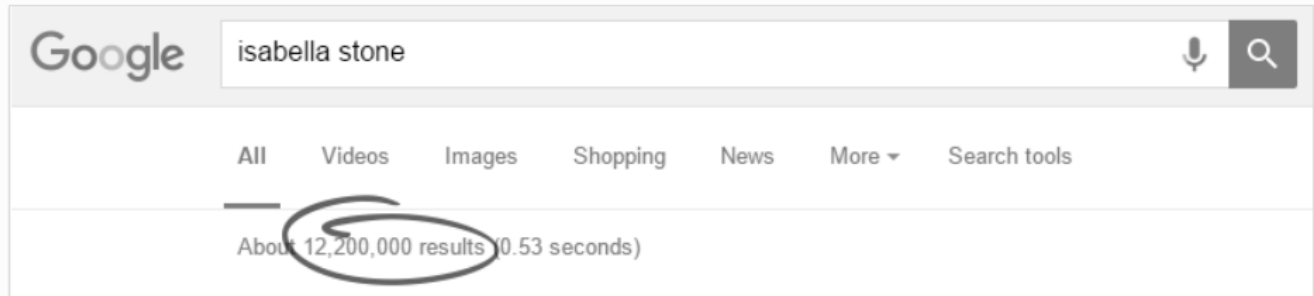 Google isabella stone
All Videos Images Shopping News More Search tools
About 12,200,000 results (0.53 seconds)